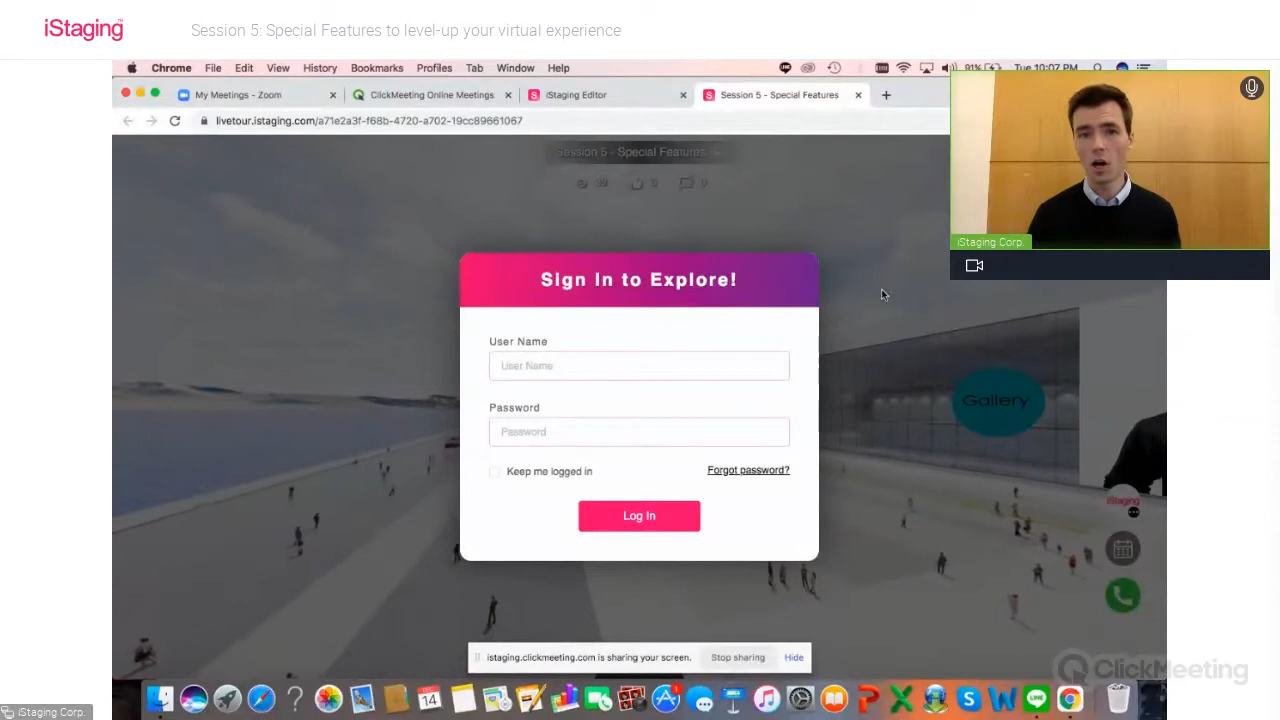 iStaging™
Session 5: Special Features to level-up your virtual experience
Chrome File Edit View History Bookmarks Profiles Tab Window Help
91% Tue 10:07 PM
My Meetings - Zoom
ClickMeeting Online Meetings
iStaging Editor
Session 5 - Special Features
livetour.istaging.com/a71e2a3f-f68b-4720-a702-19cc89661067
iStaging Corp.
Session 5 - Special Features
Sign In to Explore!
User Name
User Name
Password
Password
Keep me logged in
Forgot password?
Log In
Gallery
iStaging
istaging.clickmeeting.com is sharing your screen.
Stop sharing
Hide
ClickMeeting
14
iStaging Corp.